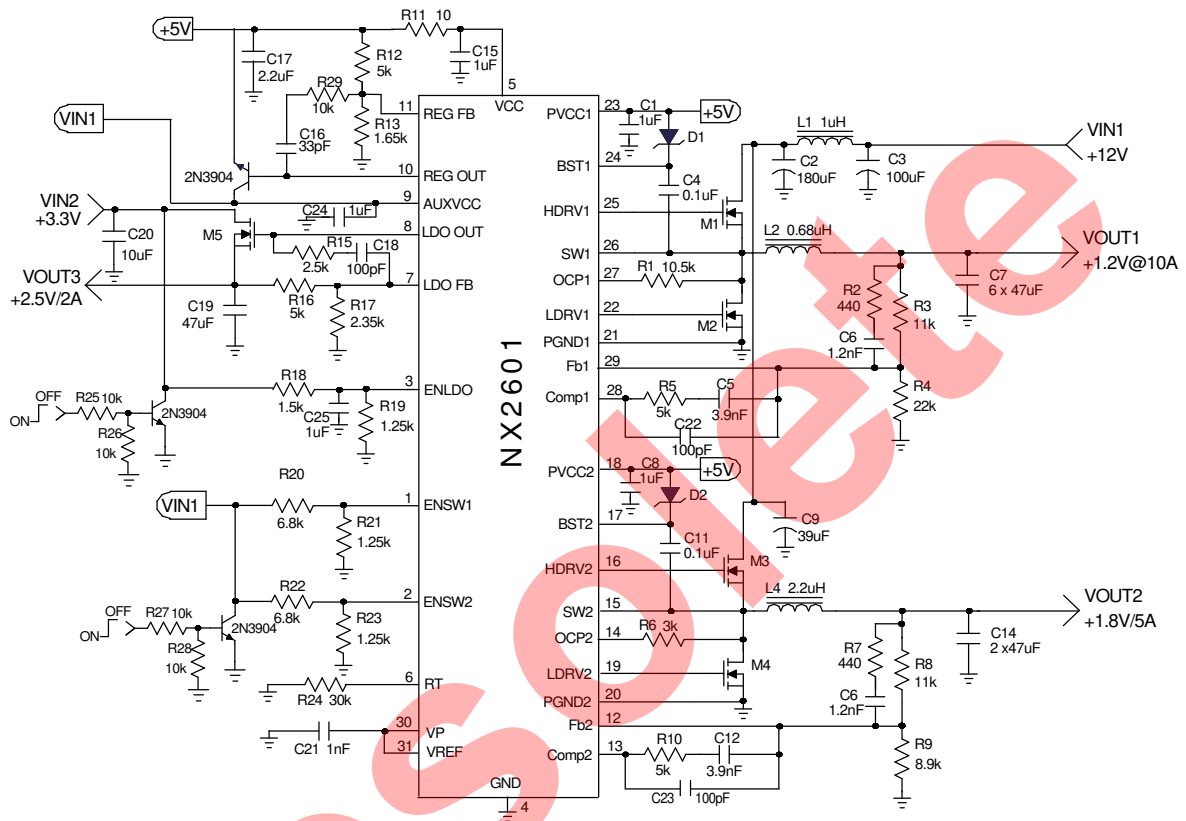 +5V
R11 10
C17
2.2uF
R12
5k
C15
1uF
5
VCC
R29
10k
11
REG FB
C16
33pF
R13
1.65k
VIN1
2N3904
10
REG OUT
9
AUXVCC
C24
1uF
VIN2
+3.3V
C20
10uF
M5
8
LDO OUT
R15
2.5k
C18
100pF
VOUT3
+2.5V/2A
7
LDO FB
C19
47uF
R16
5k
R17
2.35k
3
ENLDO
R18
1.5k
C25
1uF
R19
1.25k
OFF
ON
R25 10k
R26
10k
2N3904
R20
6.8k
VIN1
1
ENSW1
R21
1.25k
R22
6.8k
2
ENSW2
R23
1.25k
OFF
ON
R27 10k
R28
10k
2N3904
6
RT
R24 30k
30
VP
31
VREF
C21 1nF
GND
4
NX2601
PVCC1
23
C1
1uF
+5V
D1
BST1
24
C4
0.1uF
HDRV1
25
M1
L1 1uH
C2
180uF
C3
100uF
VIN1
+12V
SW1
26
L2 0.68uH
VOUT1
+1.2V@10A
OCP1
27
R1 10.5k
LDRV1
22
M2
PGND1
21
R2
440
C6
1.2nF
R3
11k
C7
6 x 47uF
Fb1
29
R4
22k
Comp1
28
R5
5k
C5
3.9nF
C22
100pF
PVCC2
18
C8
1uF
+5V
D2
BST2
17
C11
0.1uF
C9
39uF
HDRV2
16
M3
SW2
15
L4 2.2uH
VOUT2
+1.8V/5A
OCP2
14
R6 3k
LDRV2
19
M4
PGND2
20
R7
440
C6
1.2nF
R8
11k
C14
2 x47uF
Fb2
12
R9
8.9k
Comp2
13
R10
5k
C12
3.9nF
C23
100pF
solete